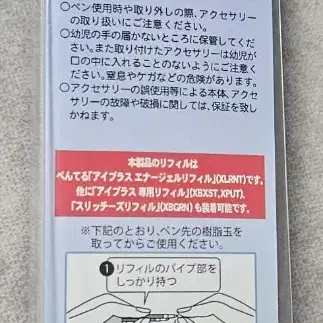 ○ペン使用時や取り外しの際、アクセサリー
の取り扱いにご注意ください。
○幼児の手の届かないところに保管してくだ
さい。また取り付けたアクセサリーは幼児が
口の中に入れることのないようにご注意くだ
さい。窒息やケガなどの危険があります。
○アクセサリーの誤使用等による本体、アクセ
サリーの故障や破損に関しては、保証を致し
かねます。
本製品のリフィルは
ぺんてる「アイプラス エナージェルリフィル」(XLRNT)です。
他に「アイプラス 専用リフィル」(XBXST,XPUT)、
「スリッチーズリフィル」(XBGRN)も装着可能です。
※下記のとおり、ペン先の樹脂玉を
取ってからご使用ください。
1 リフィルのパイプ部を
しっかり持つ